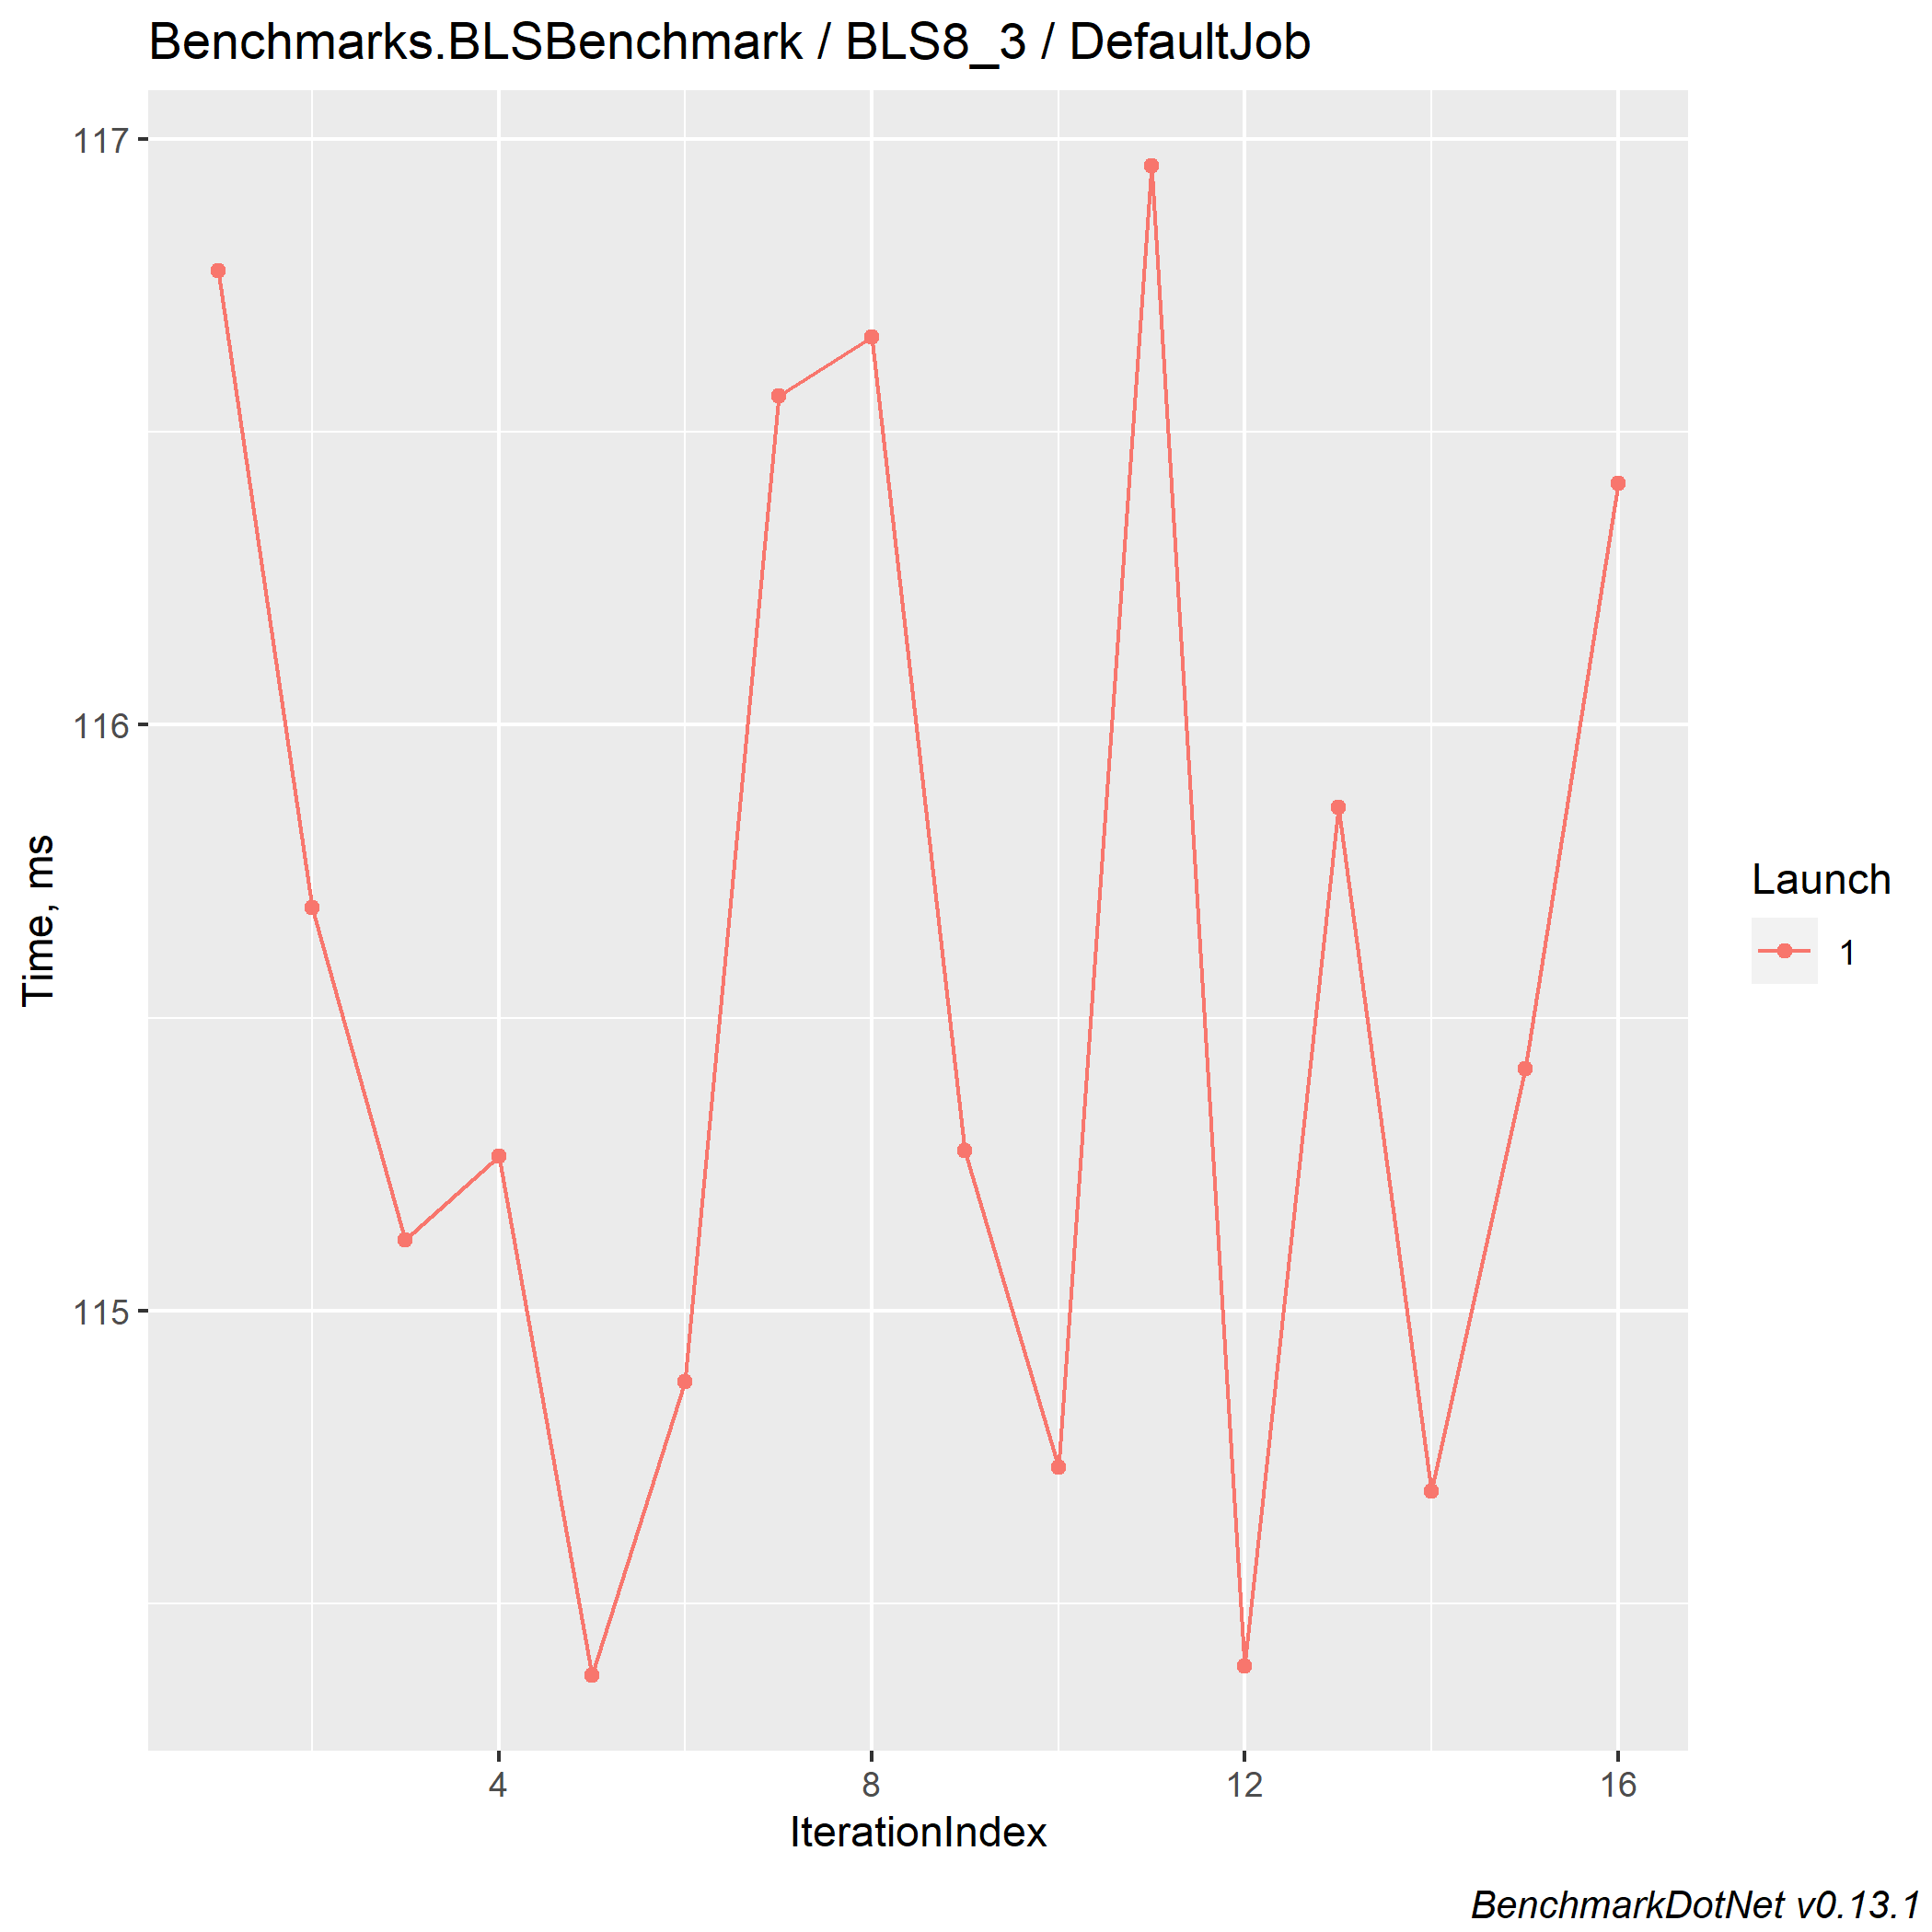 Benchmarks.BLSBenchmark / BLS8_3 / DefaultJob
117
116
115
Time, ms
4
8
12
16
IterationIndex
Launch
1
BenchmarkDotNet v0.13.1